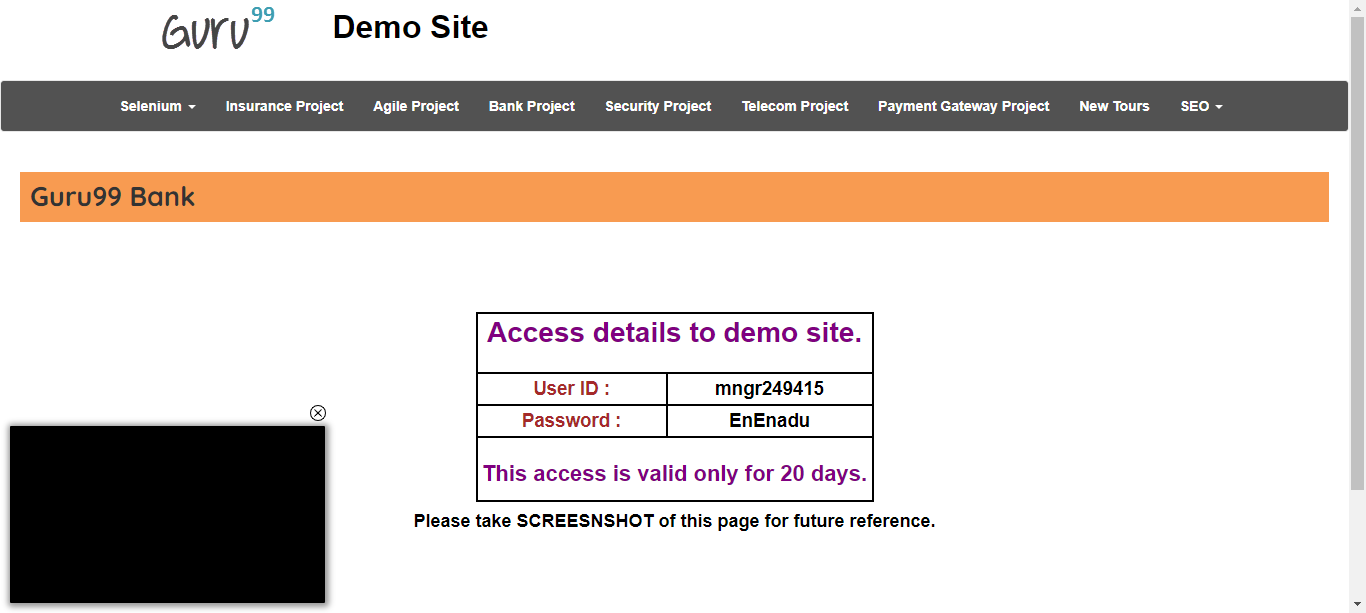 Guru99 Demo Site
Selenium Insurance Project Agile Project Bank Project Security Project Telecom Project Payment Gateway Project New Tours SEO
Guru99 Bank
Access details to demo site.
User ID : mngr249415
Password : EnEnadu
This access is valid only for 20 days.
Please take SCREESNSHOT of this page for future reference.